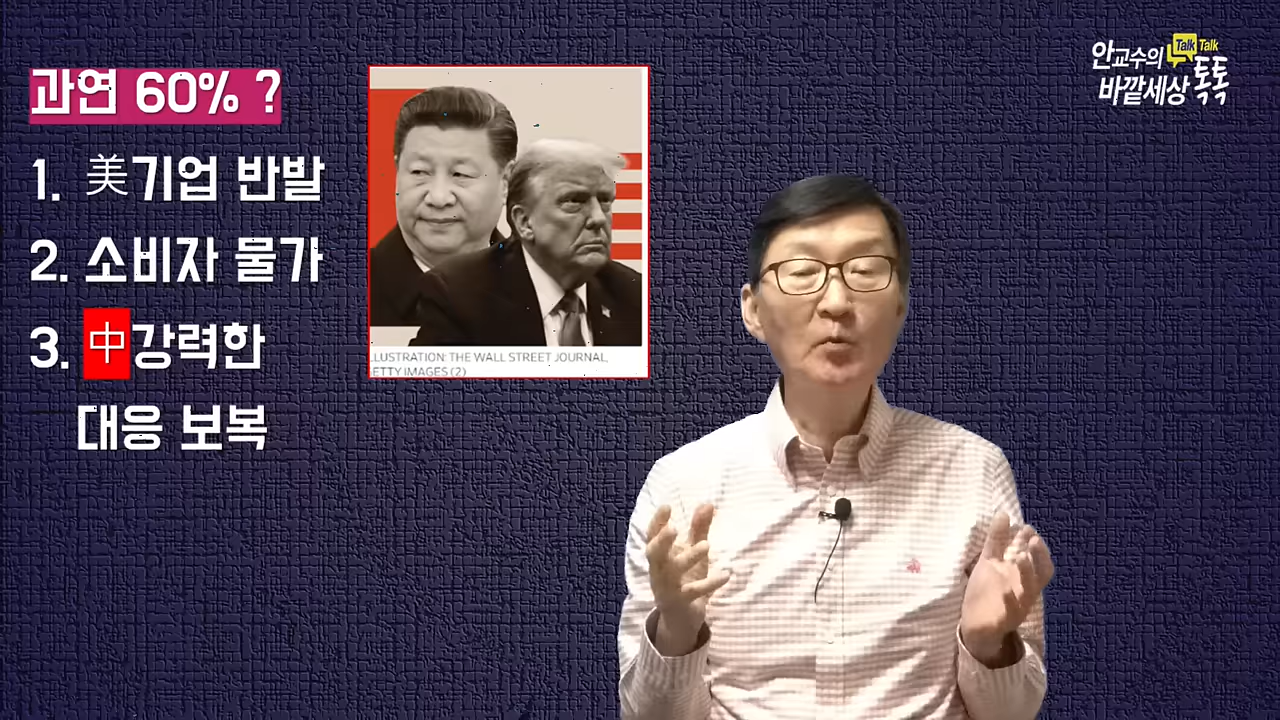 과연 60% ?
1. 美기업 반발
2. 소비자 물가
3. 中강력한
대응 보복
LLUSTRATION: THE WALL STREET JOURNAL,
ETTY IMAGES (2)
안교수의 Talk Talk
바깥세상 톡톡